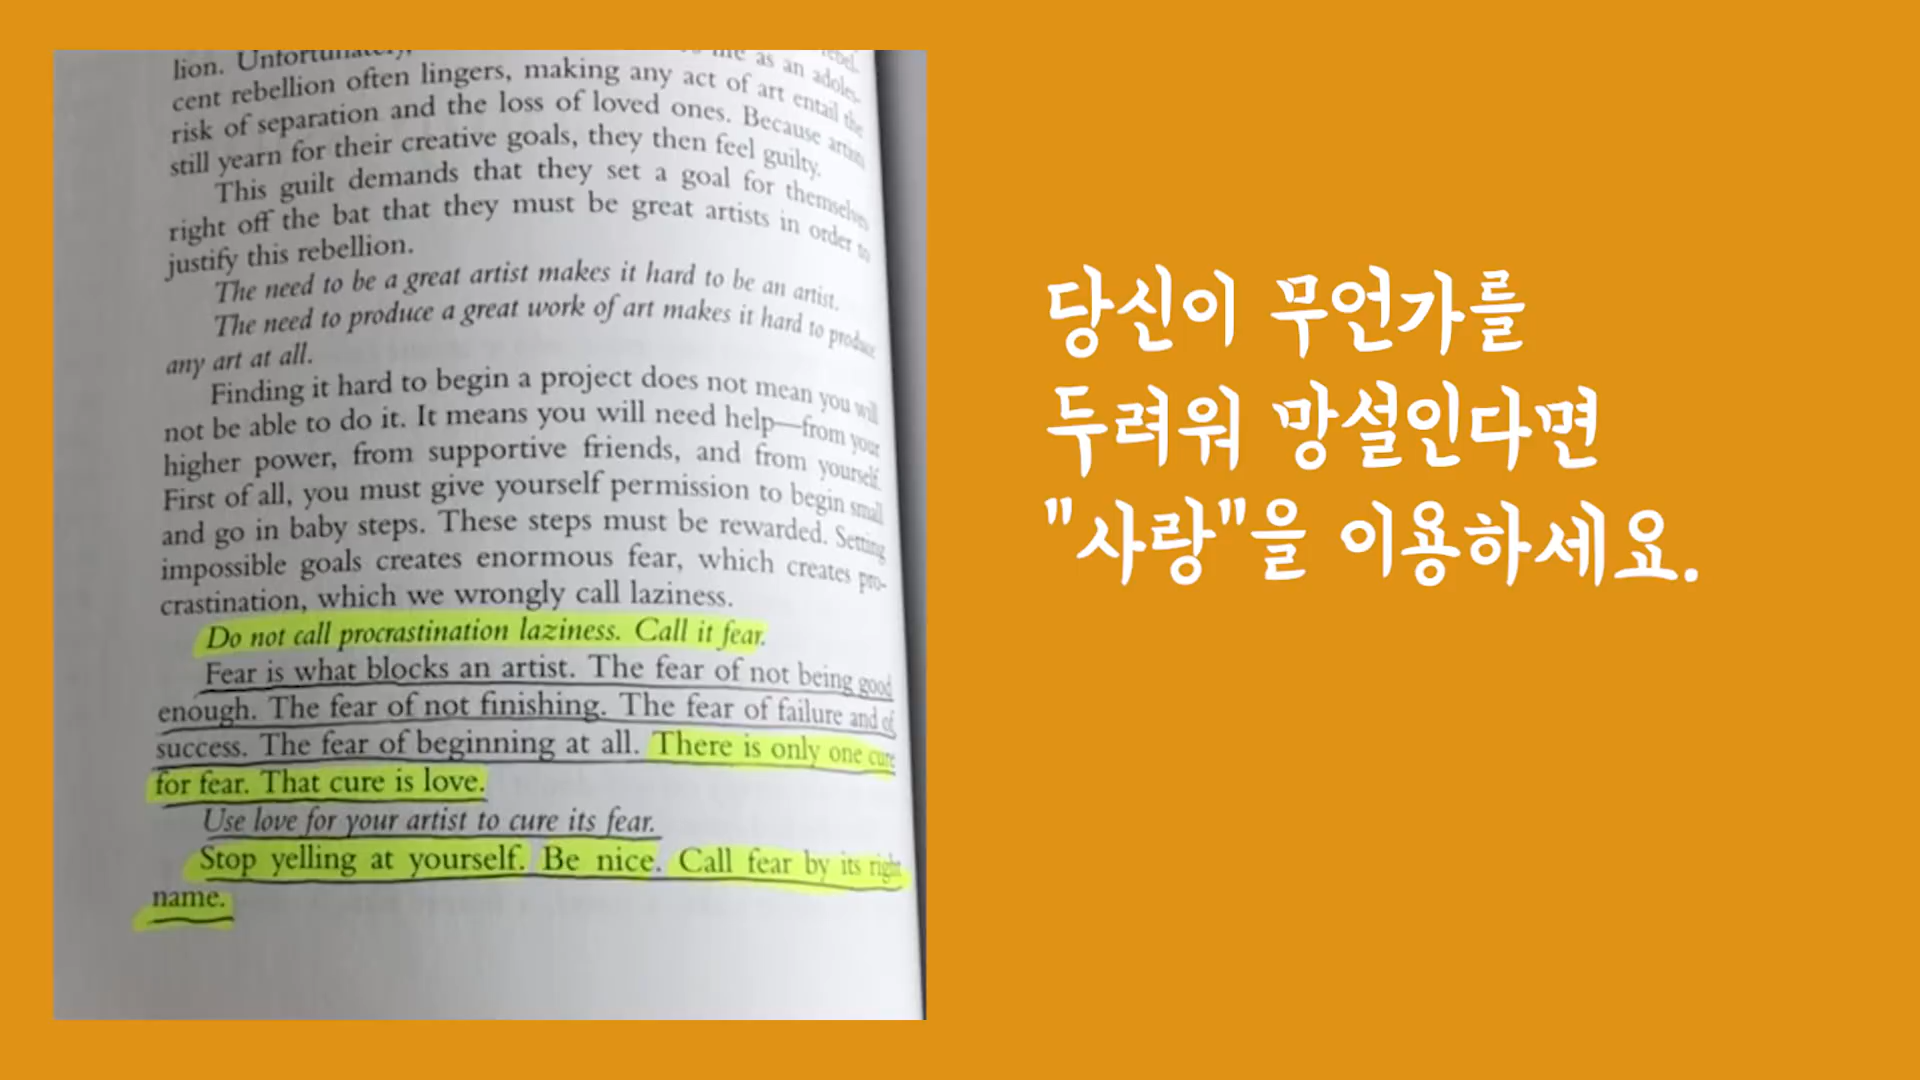 lion. Unfortunately, me as an adoles-
cent rebellion often lingers, making any act of art entail the
risk of separation and the loss of loved ones. Because artists
still yearn for their creative goals, they then feel guilty.
This guilt demands that they set a goal for themselves
right off the bat that they must be great artists in order to
justify this rebellion.
The need to be a great artist makes it hard to be an artist.
The need to produce a great work of art makes it hard to produce
any art at all.
Finding it hard to begin a project does not mean you will
not be able to do it. It means you will need help—from your
higher power, from supportive friends, and from yourself.
First of all, you must give yourself permission to begin small
and go in baby steps. These steps must be rewarded. Setting
impossible goals creates enormous fear, which creates pro-
crastination, which we wrongly call laziness.
Do not call procrastination laziness. Call it fear.
Fear is what blocks an artist. The fear of not being good
enough. The fear of not finishing. The fear of failure and of
success. The fear of beginning at all. There is only one cure
for fear. That cure is love.
Use love for your artist to cure its fear.
Stop yelling at yourself. Be nice. Call fear by its right
name.
당신이 무언가를
두려워 망설인다면
"사랑"을 이용하세요.